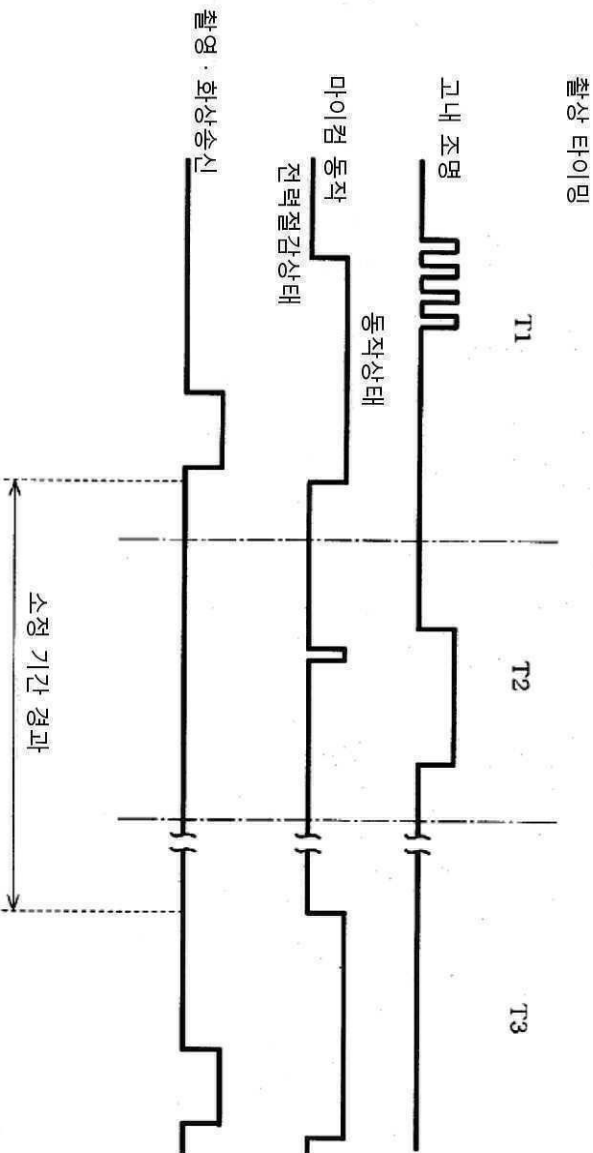 촬상 타이밍
T1
T2
T3
고내 조명
마이컴 동작
동작상태
전력절감상태
촬영 · 화상송신
소정 기간 경과